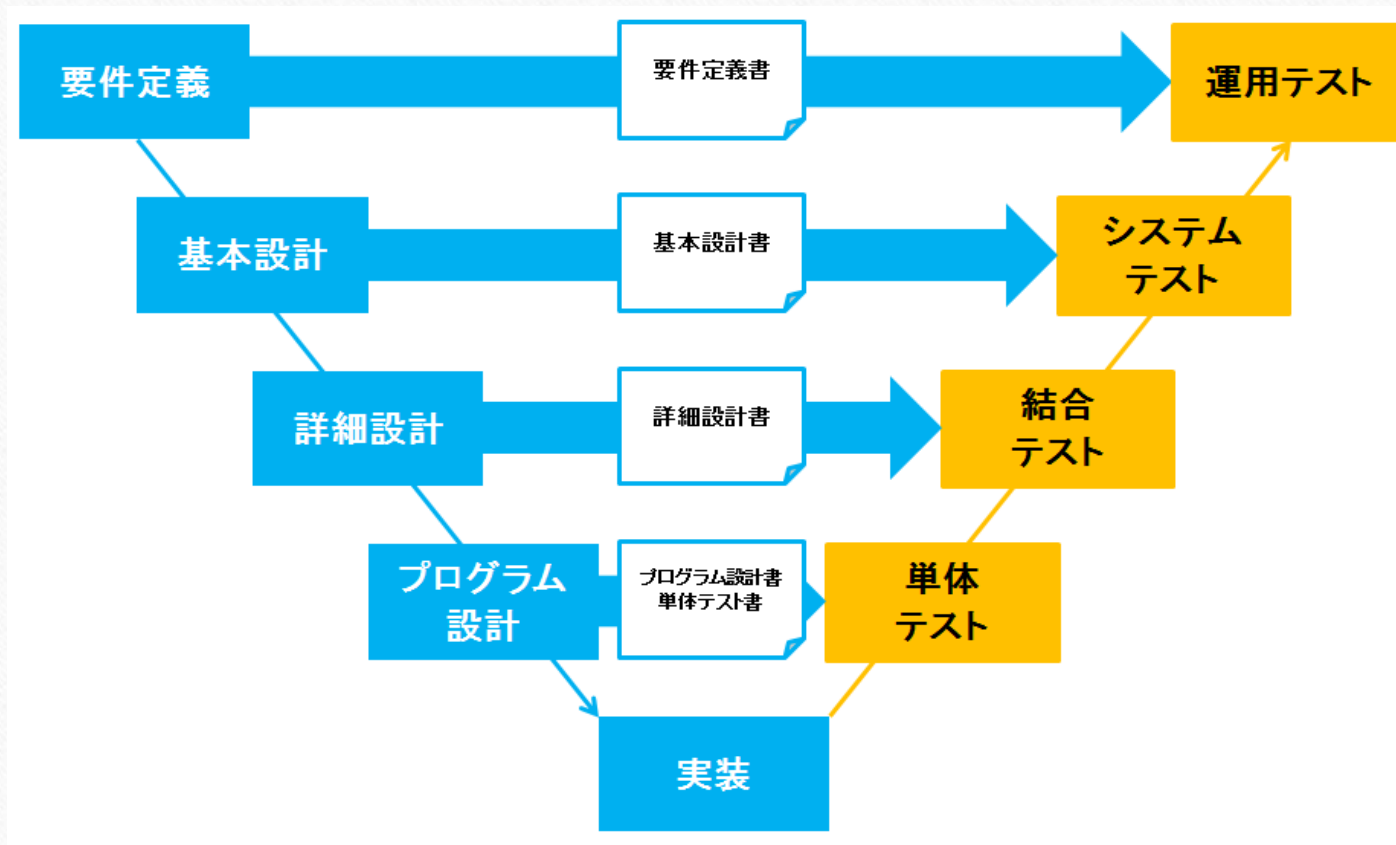 要件定義
要件定義書
運用テスト
基本設計
基本設計書
システム
テスト
詳細設計
詳細設計書
結合
テスト
プログラム
設計
プログラム設計書
単体テスト書
単体
テスト
実装